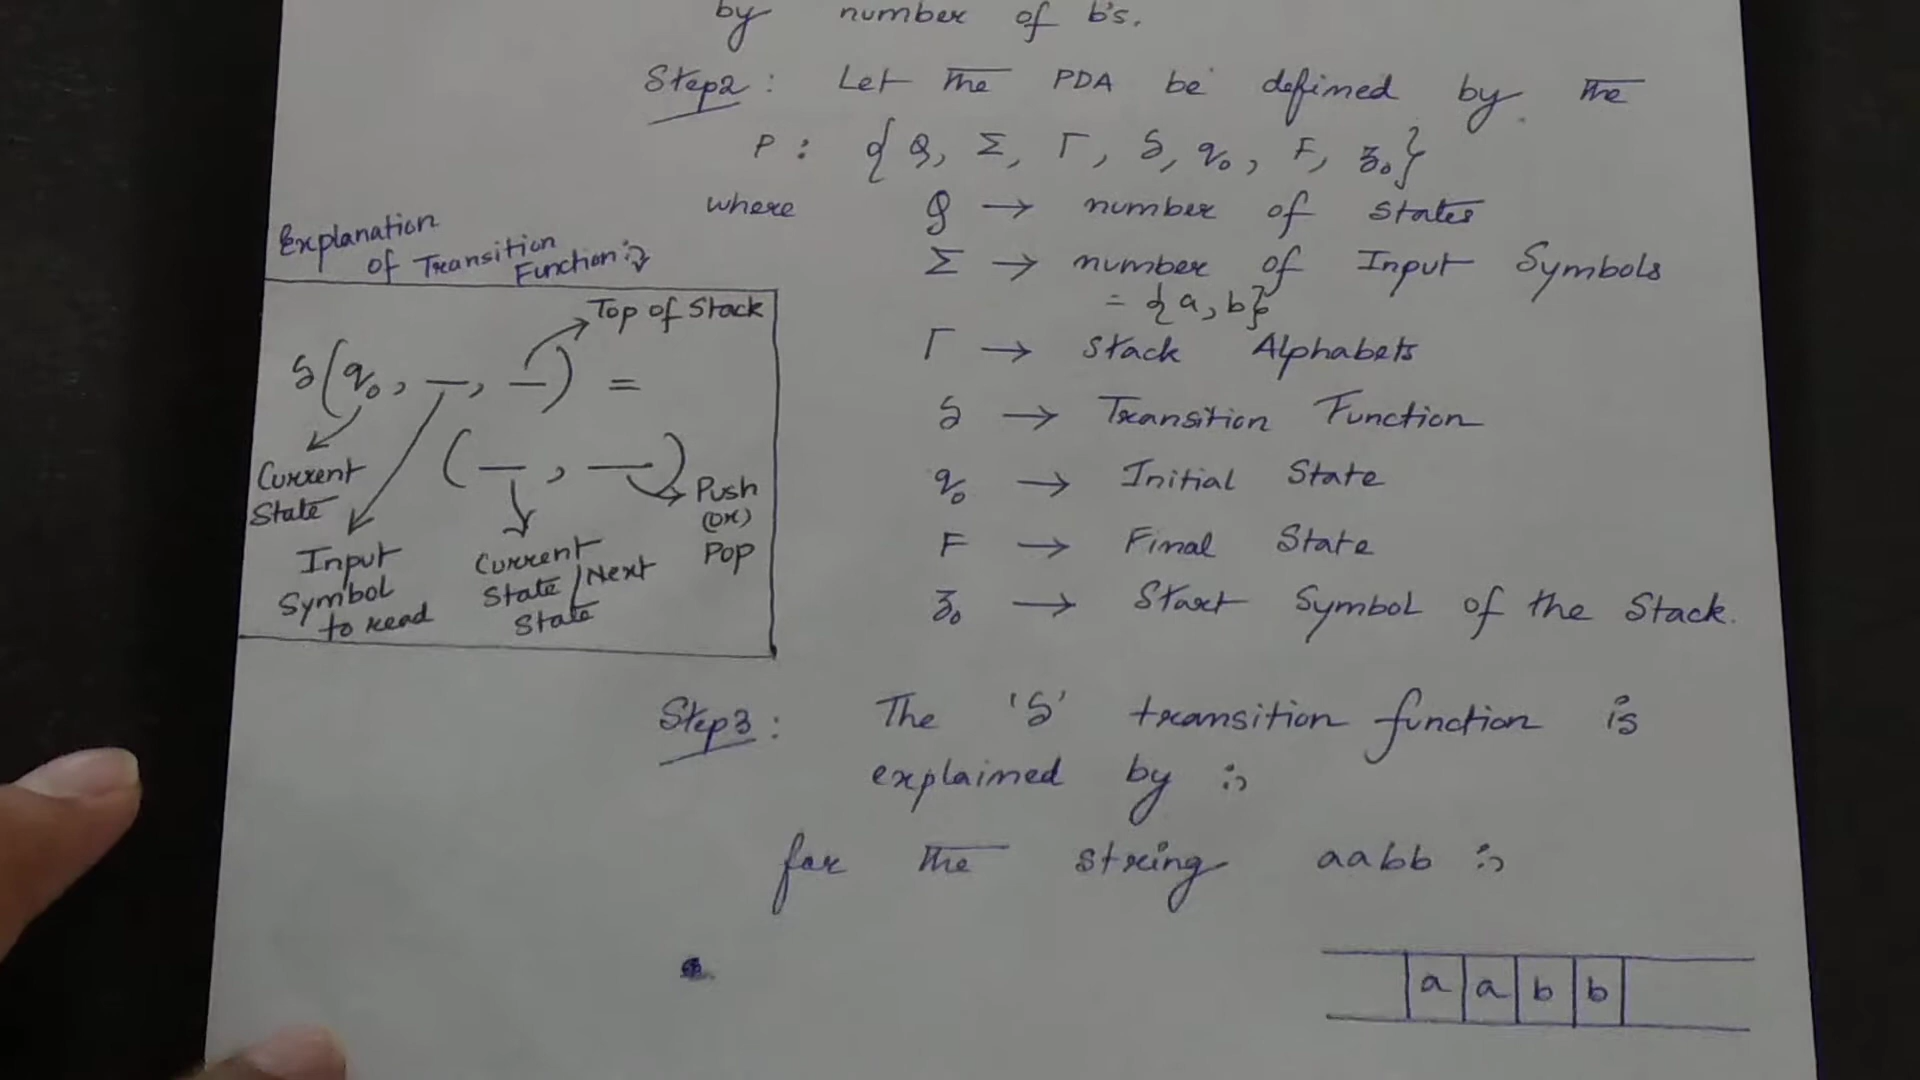 by number of b's.
Step2: Let the PDA be defined by the
P: {Q, Σ, Γ, δ, q₀, F, z₀}
where Q → number of states
Σ → number of Input Symbols
= {a, b}
Γ → Stack Alphabets
δ → Transition Function
q₀ → Initial State
F → Final State
z₀ → Start Symbol of the Stack.
Explanation
of Transition
Function:→
Top of Stack
δ(q₀, —, —) =
(—, —)
Current
State
Input
Symbol
to read
Current
State/Next
State
Push
(or)
Pop
Step3: The 'δ' transition function is
explained by :→
for the string aabb :→
a a b b